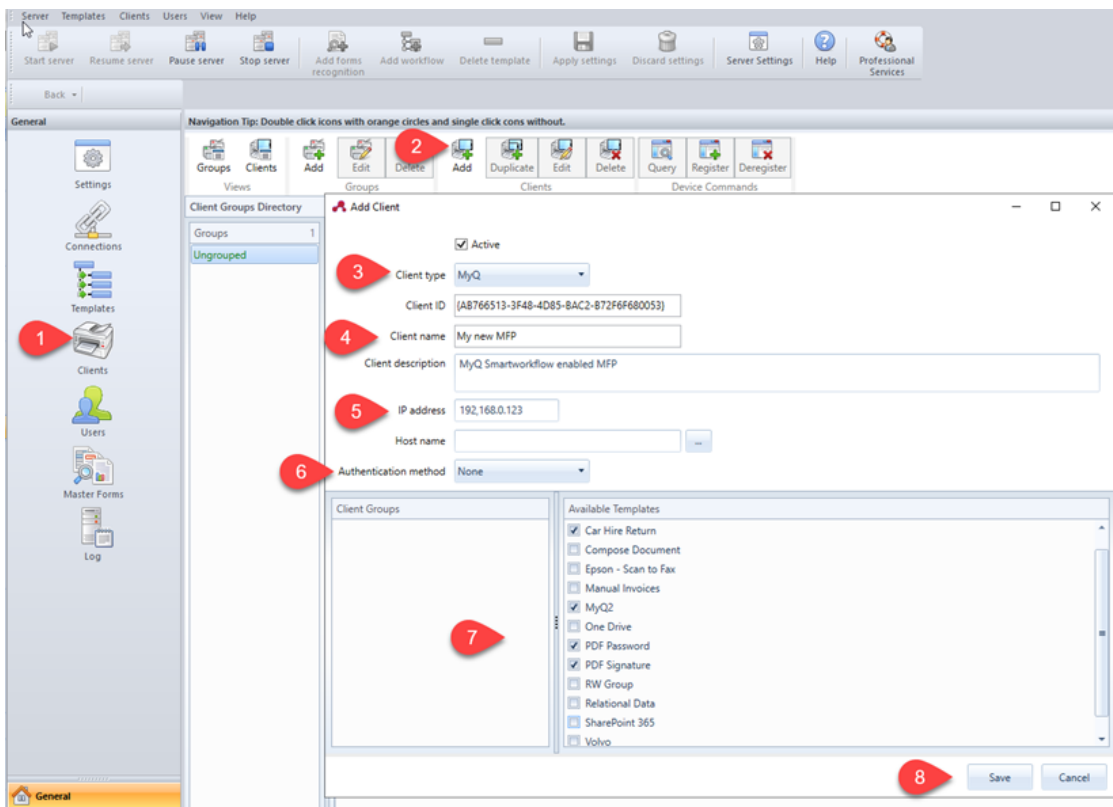 Server Templates Clients Users View Help
Start server Resume server Pause server Stop server Add forms recognition Add workflow Delete template Apply settings Discard settings Server Settings Help Professional Services
Back
General
Navigation Tip: Double click icons with orange circles and single click cons without.
Settings
Connections
Templates
1
Clients
Users
Master Forms
Log
General
2
Groups Clients Add Edit Delete Add Duplicate Edit Delete Query Register Deregister
Views Groups Clients Device Commands
Client Groups Directory
Groups 1
Ungrouped
Add Client
Active
3 Client type MyQ
Client ID {AB766513-3F48-4D85-BAC2-B72F6F680053}
4 Client name My new MFP
Client description MyQ Smartworkflow enabled MFP
5 IP address 192,168.0.123
Host name ...
6 Authentication method None
Client Groups
7
Available Templates
Car Hire Return
Compose Document
Epson - Scan to Fax
Manual Invoices
MyQ2
One Drive
PDF Password
PDF Signature
RW Group
Relational Data
SharePoint 365
Volvo
8 Save Cancel